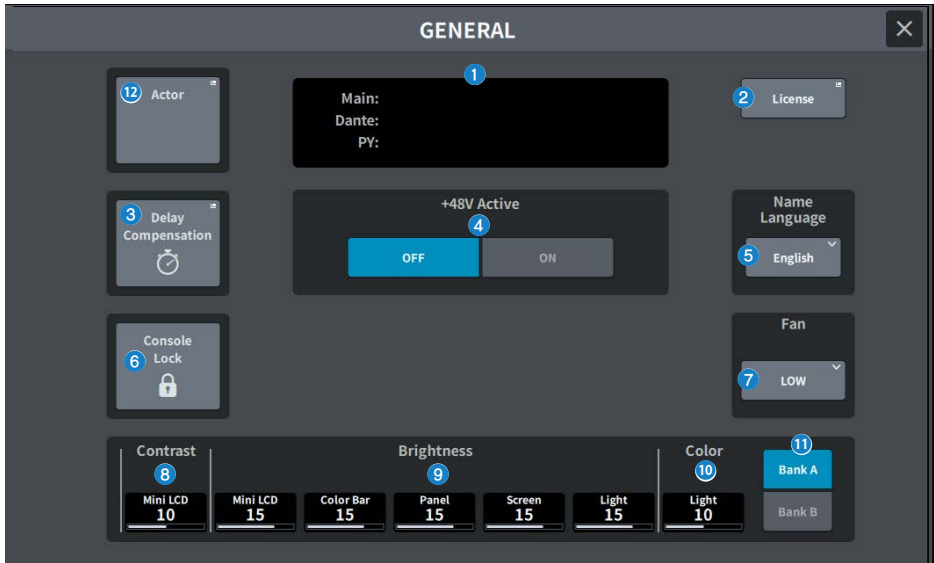 GENERAL
1
12 Actor
Main:
Dante:
PY:
2 License
3 Delay
Compensation
+48V Active
4
OFF ON
Name
Language
5 English
Console
6 Lock
Fan
7 LOW
Contrast
8
Brightness
9
Color
10
11
Mini LCD
10
Mini LCD
15
Color Bar
15
Panel
15
Screen
15
Light
15
Light
10
Bank A
Bank B